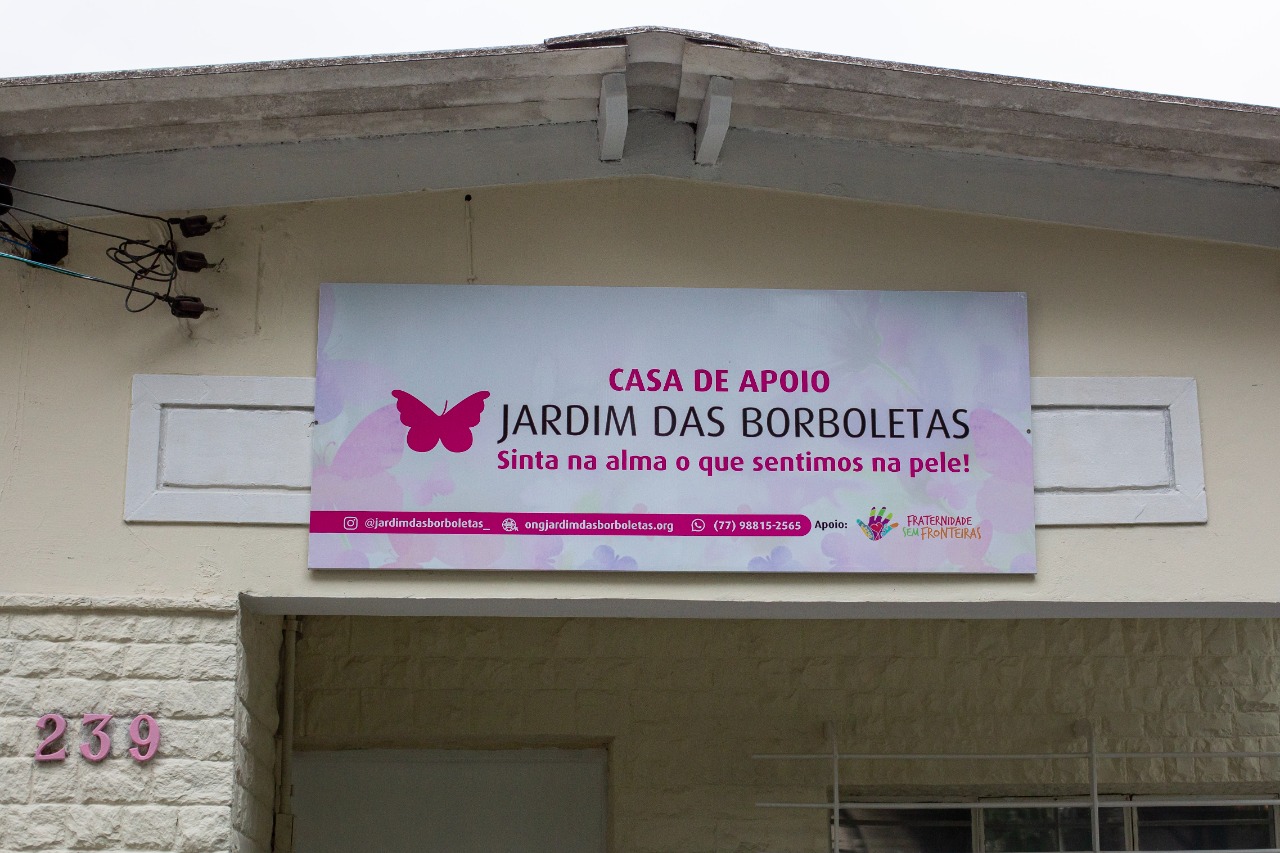 CASA DE APOIO
JARDIM DAS BORBOLETAS
Sinta na alma o que sentimos na pele!
@jardimdasborboletas_ ongjardimdasborboletas.org (77) 98815-2565 Apoio: FRATERNIDADE
SEM FRONTEIRAS
239